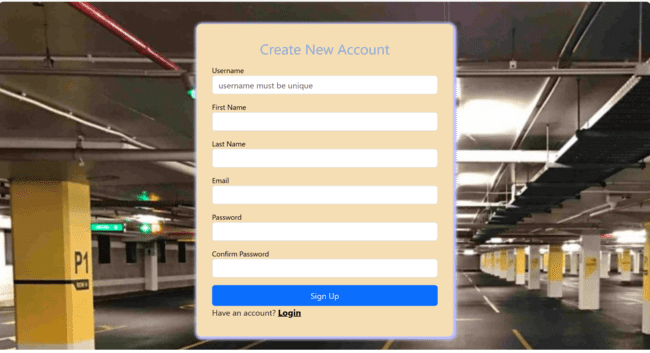 Create New Account
Username
username must be unique
First Name
Last Name
Email
Password
Confirm Password
Sign Up
Have an account? Login
P1